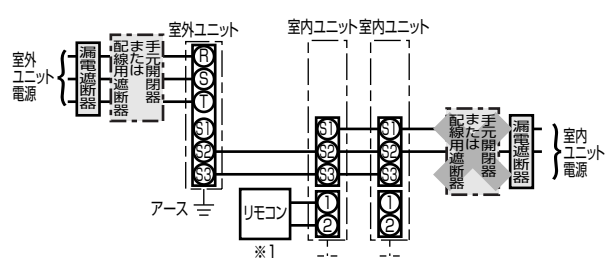 室外ユニット
室内ユニット
室内ユニット
室外
ユニット
電源
漏電遮断器
手元開閉器
または
配線用遮断器
R
S
T
S1
S2
S3
S1
S2
S3
S1
S2
S3
手元開閉器
または
配線用遮断器
漏電遮断器
室内
ユニット
電源
アース
リモコン
1
2
1
2
※1